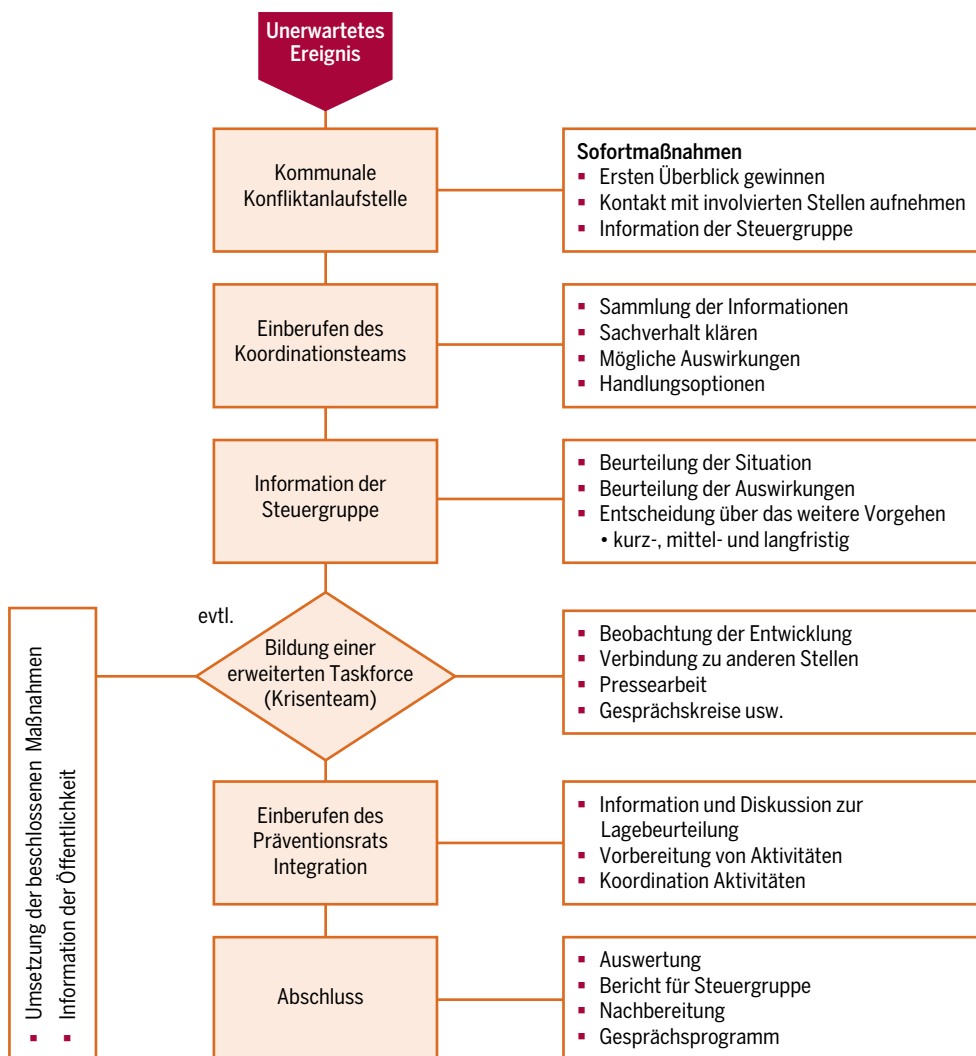 Unerwartetes
Ereignis
Kommunale
Konfliktanlaufstelle
Sofortmaßnahmen
▪ Ersten Überblick gewinnen
▪ Kontakt mit involvierten Stellen aufnehmen
▪ Information der Steuergruppe
Einberufen des
Koordinationsteams
▪ Sammlung der Informationen
▪ Sachverhalt klären
▪ Mögliche Auswirkungen
▪ Handlungsoptionen
Information der
Steuergruppe
▪ Beurteilung der Situation
▪ Beurteilung der Auswirkungen
▪ Entscheidung über das weitere Vorgehen
• kurz-, mittel- und langfristig
evtl.
Bildung einer
erweiterten Taskforce
(Krisenteam)
▪ Beobachtung der Entwicklung
▪ Verbindung zu anderen Stellen
▪ Pressearbeit
▪ Gesprächskreise usw.
▪ Umsetzung der beschlossenen Maßnahmen
▪ Information der Öffentlichkeit
Einberufen des
Präventionsrats
Integration
▪ Information und Diskussion zur
Lagebeurteilung
▪ Vorbereitung von Aktivitäten
▪ Koordination Aktivitäten
Abschluss
▪ Auswertung
▪ Bericht für Steuergruppe
▪ Nachbereitung
▪ Gesprächsprogramm